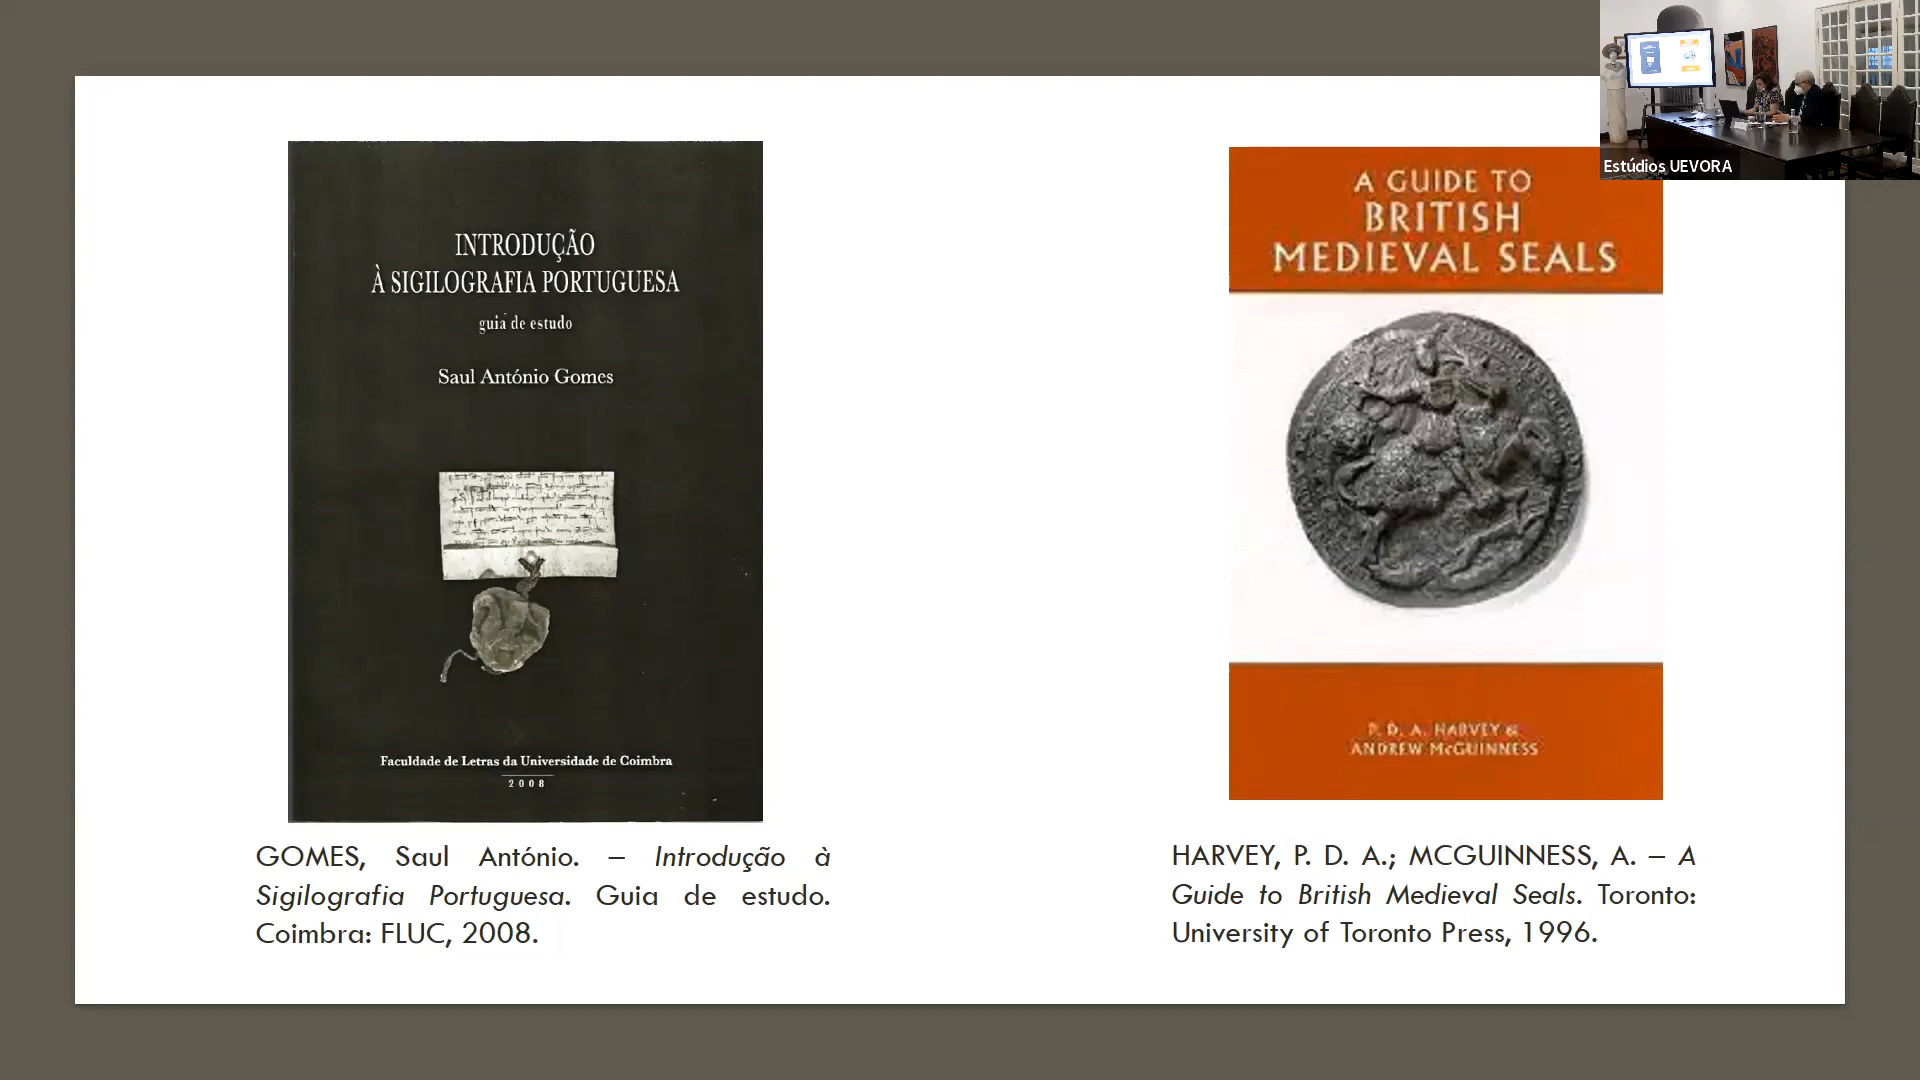 INTRODUÇÃO
À SIGILOGRAFIA PORTUGUESA
guia de estudo
Saul António Gomes
Faculdade de Letras da Universidade de Coimbra
2008
GOMES, Saul António. – Introdução à
Sigilografia Portuguesa. Guia de estudo.
Coimbra: FLUC, 2008.
A GUIDE TO
BRITISH
MEDIEVAL SEALS
P. D. A. HARVEY &
ANDREW McGUINNESS
HARVEY, P. D. A.; MCGUINNESS, A. – A
Guide to British Medieval Seals. Toronto:
University of Toronto Press, 1996.
Estúdios UEVORA